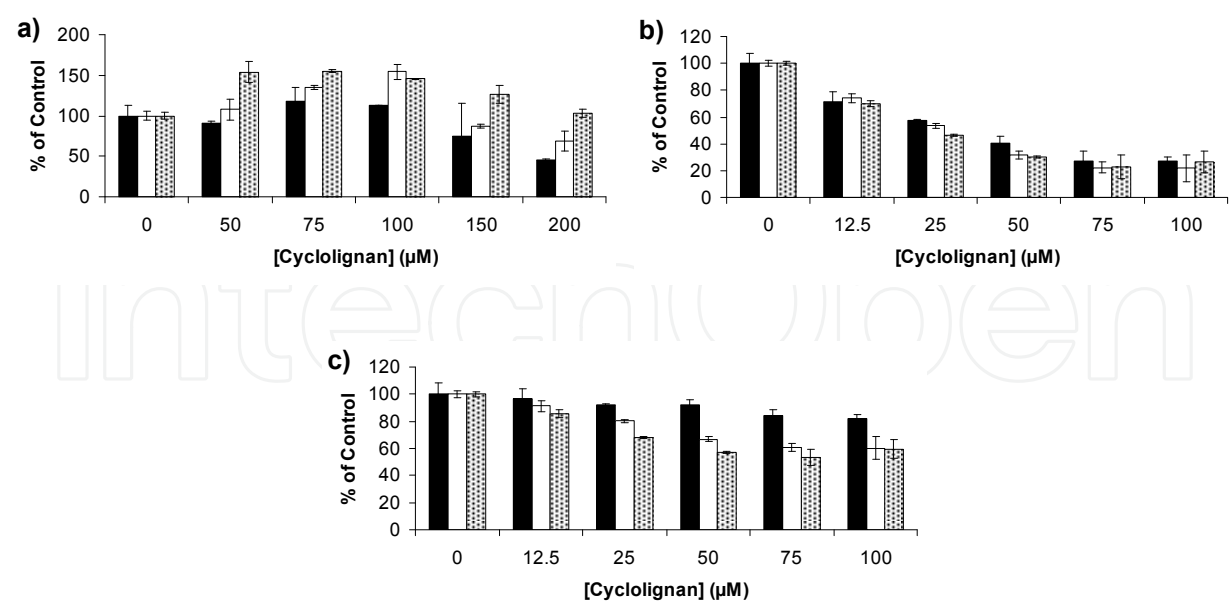 a)
200
150
100
50
0
% of Control
0 50 75 100 150 200
[Cyclolignan] (µM)
b)
120
100
80
60
40
20
0
% of Control
0 12.5 25 50 75 100
[Cyclolignan] (µM)
IntechOpen
c)
120
100
80
60
40
20
0
% of Control
0 12.5 25 50 75 100
[Cyclolignan] (µM)